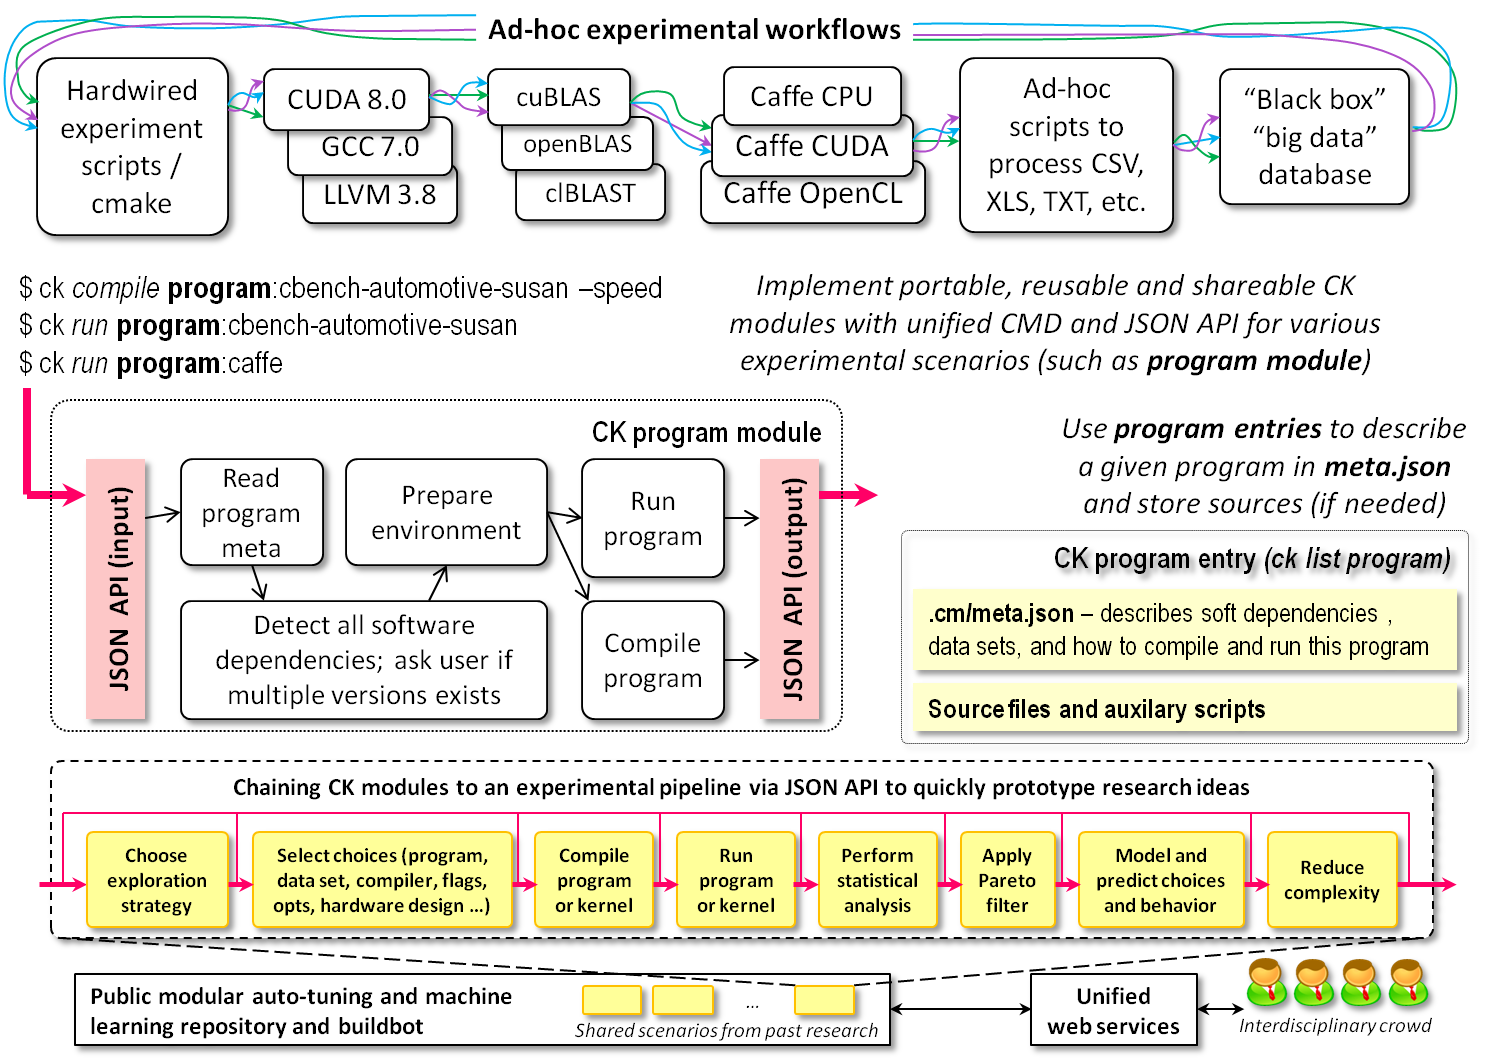 Ad-hoc experimental workflows
Hardwired
experiment
scripts /
cmake
CUDA 8.0
GCC 7.0
LLVM 3.8
cuBLAS
openBLAS
clBLAST
Caffe CPU
Caffe CUDA
Caffe OpenCL
Ad-hoc
scripts to
process CSV,
XLS, TXT, etc.
“Black box”
“big data”
database
$ ck compile program:cbench-automotive-susan –speed
$ ck run program:cbench-automotive-susan
$ ck run program:caffe
Implement portable, reusable and shareable CK
modules with unified CMD and JSON API for various
experimental scenarios (such as program module)
CK program module
JSON API (input)
Read
program
meta
Prepare
environment
Detect all software
dependencies; ask user if
multiple versions exists
Run
program
Compile
program
JSON API (output)
Use program entries to describe
a given program in meta.json
and store sources (if needed)
CK program entry (ck list program)
.cm/meta.json – describes soft dependencies ,
data sets, and how to compile and run this program
Source files and auxilary scripts
Chaining CK modules to an experimental pipeline via JSON API to quickly prototype research ideas
Choose
exploration
strategy
Select choices (program,
data set, compiler, flags,
opts, hardware design ...)
Compile
program
or kernel
Run
program
or kernel
Perform
statistical
analysis
Apply
Pareto
filter
Model and
predict choices
and behavior
Reduce
complexity
Public modular auto-tuning and machine
learning repository and buildbot
...
Shared scenarios from past research
Unified
web services
Interdisciplinary crowd